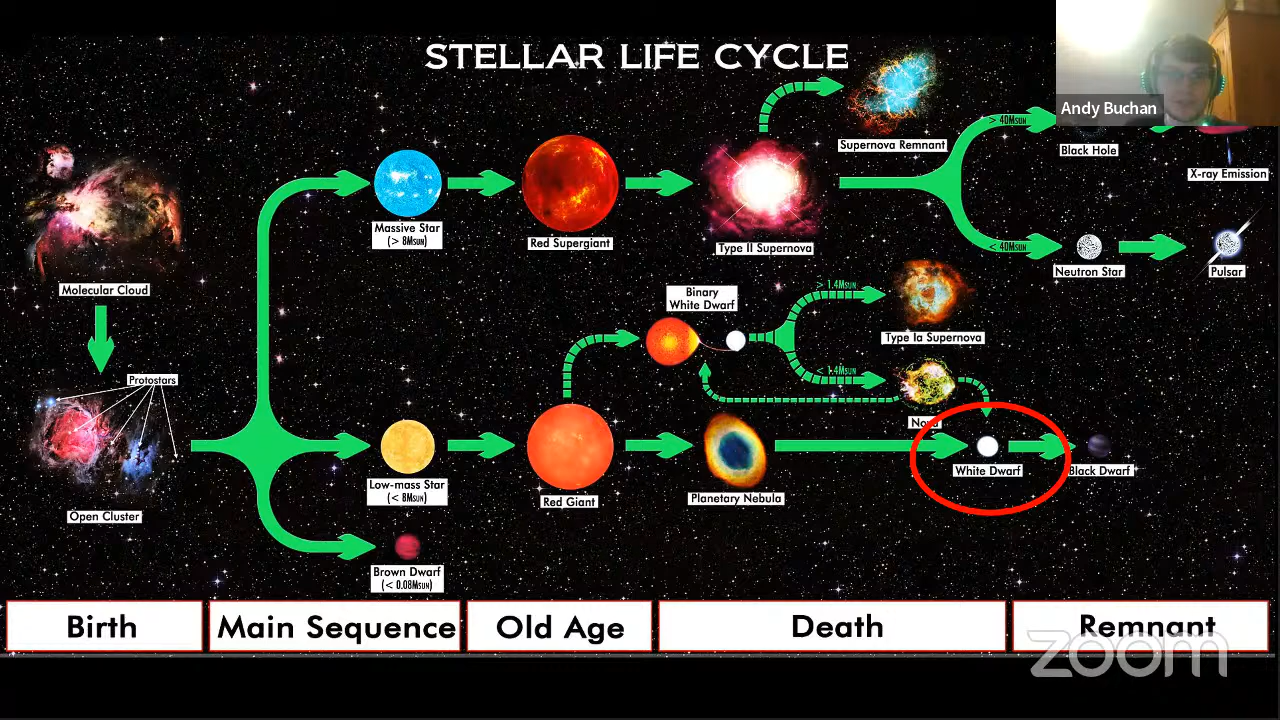 STELLAR LIFE CYCLE
Andy Buchan
Supernova Remnant
> 40MSUN
Black Hole
X-ray Emission
Massive Star
(> 8MSUN)
Red Supergiant
Type II Supernova
< 40MSUN
Neutron Star
Pulsar
Molecular Cloud
Binary
White Dwarf
> 1.4MSUN
Type Ia Supernova
< 1.4MSUN
Protostars
Nova
Low-mass Star
(< 8MSUN)
Red Giant
Planetary Nebula
White Dwarf
Black Dwarf
Open Cluster
Brown Dwarf
(< 0.08MSUN)
Birth
Main Sequence
Old Age
Death
Remnant
zoom